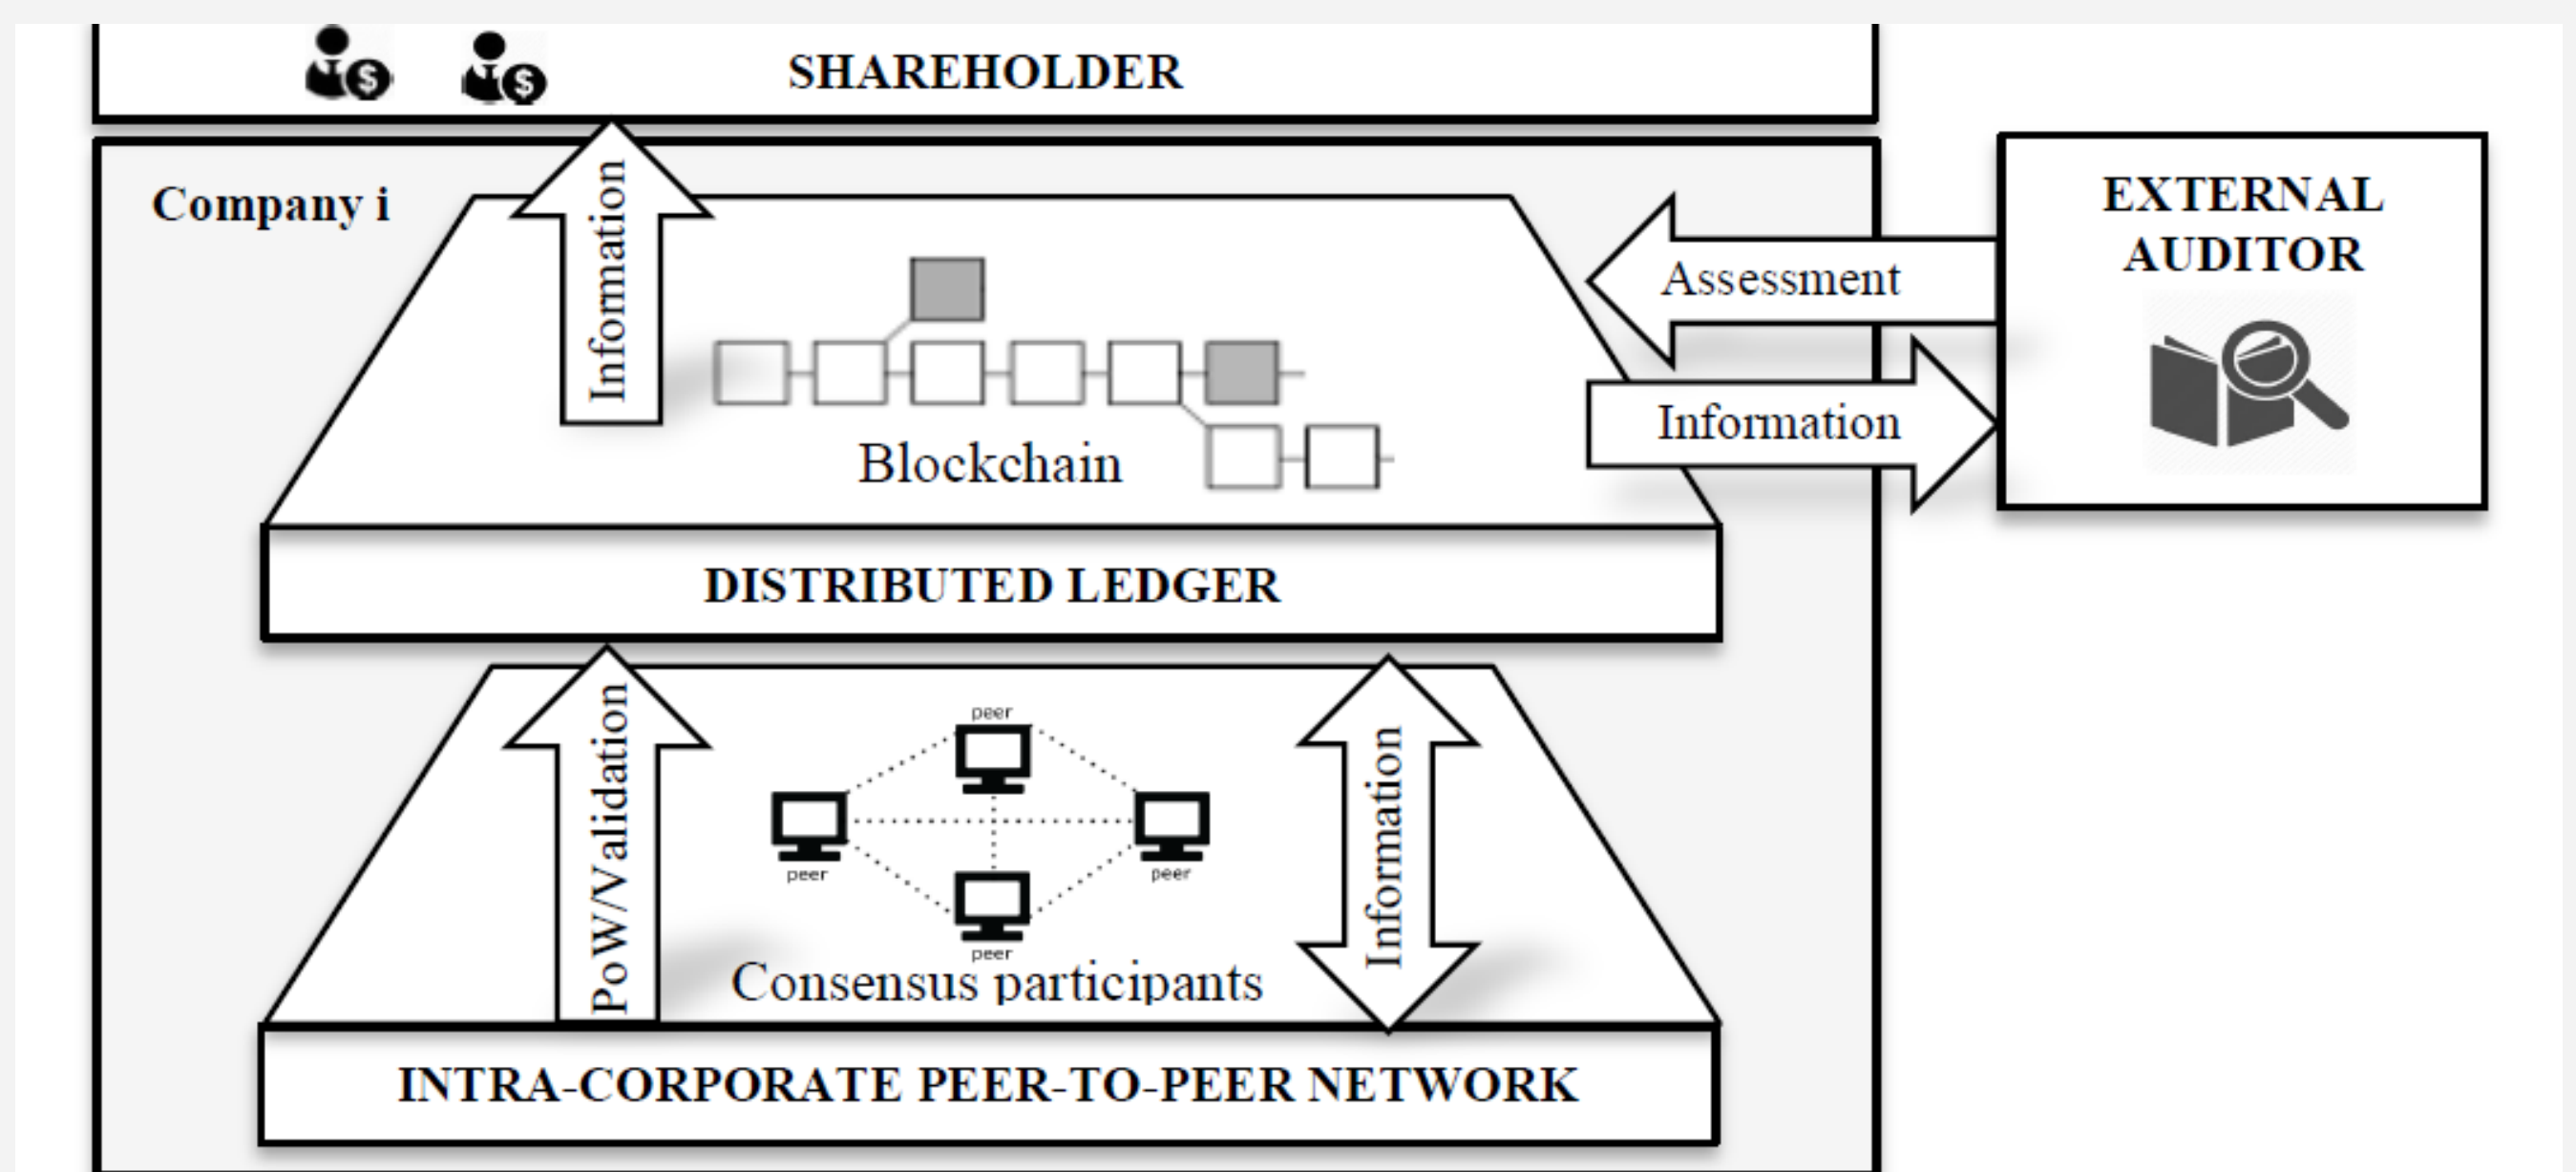 SHAREHOLDER
Company i
Information
EXTERNAL
AUDITOR
Assessment
Information
Blockchain
DISTRIBUTED LEDGER
PoW/Validation
peer
peer
peer
peer
Information
Consensus participants
INTRA-CORPORATE PEER-TO-PEER NETWORK